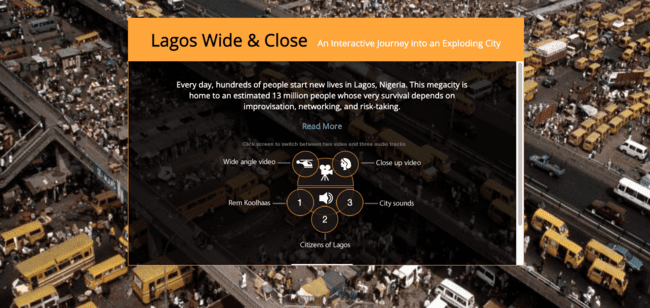 Lagos Wide & Close An Interactive Journey into an Exploding City
Every day, hundreds of people start new lives in Lagos, Nigeria. This megacity is
home to an estimated 13 million people whose very survival depends on
improvisation, networking, and risk-taking.
Read More
Click screen to switch between two video and three audio tracks
Wide angle video
Close up video
Rem Koolhaas
1
3
City sounds
2
Citizens of Lagos